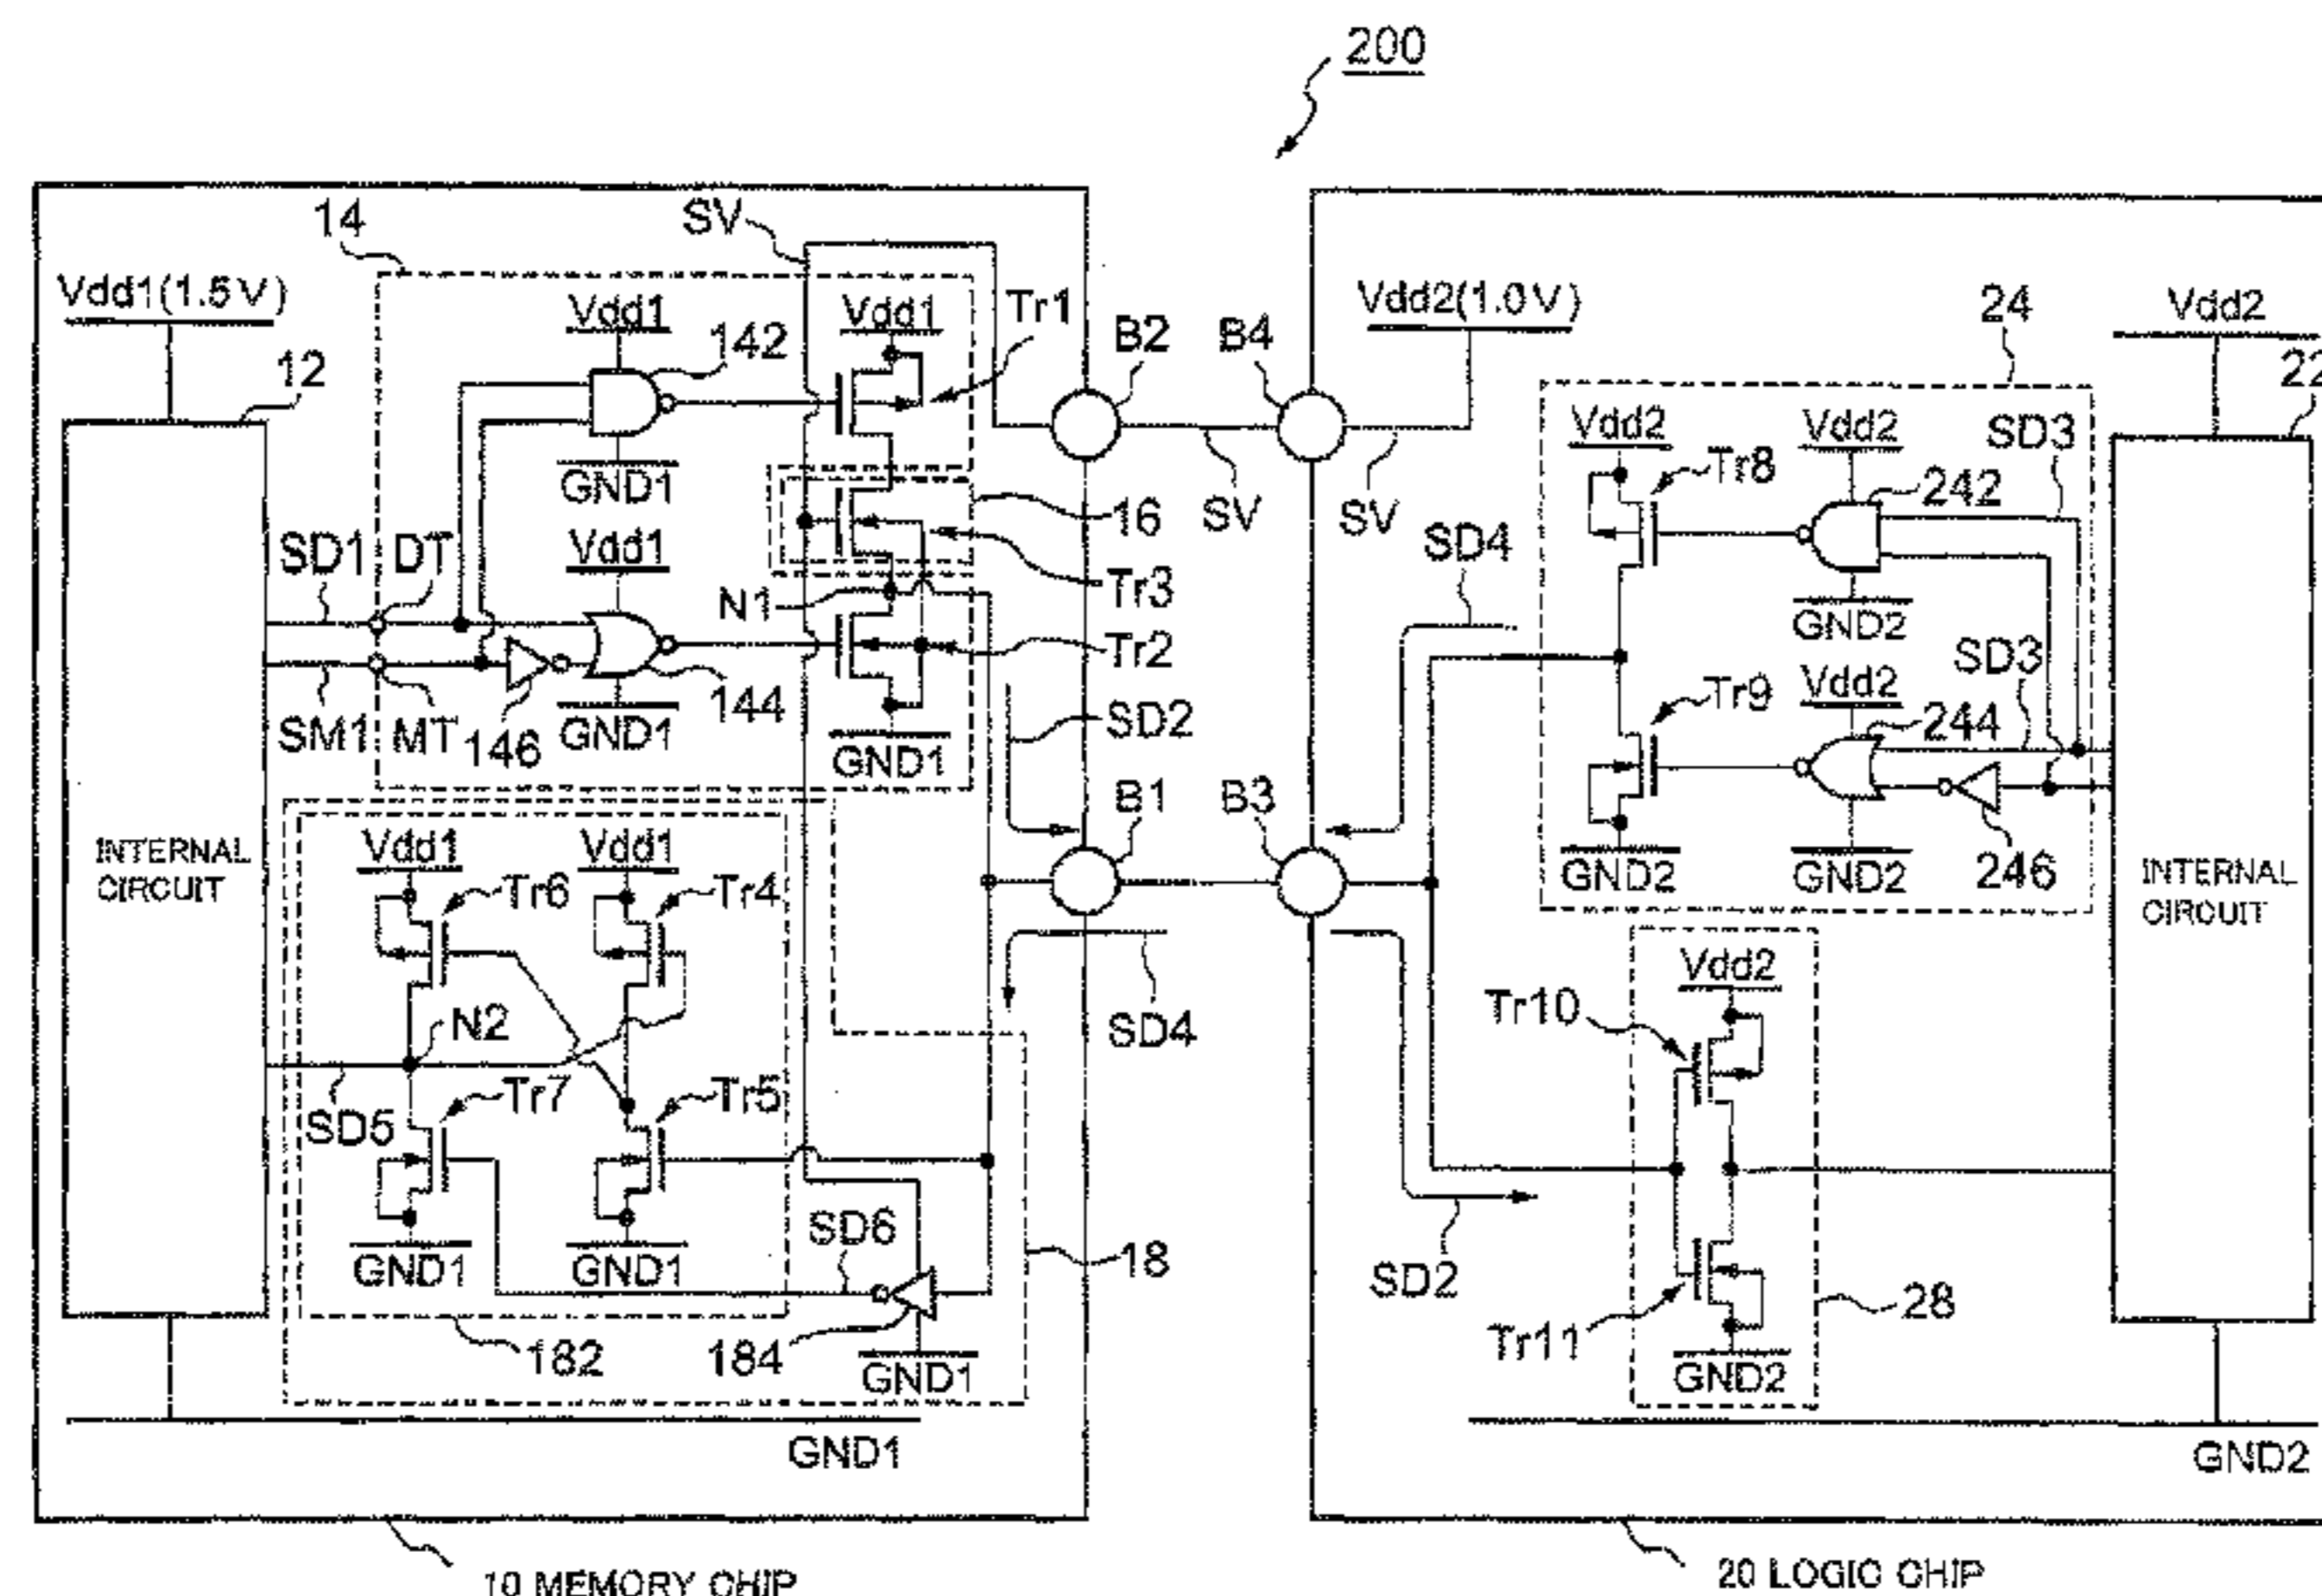 200
14
SV
Vdd1(1.5V)
Vdd1
142
Vdd1
Tr1
B2
B4
Vdd2(1.0V)
24
Vdd2
12
22
GND1
Vdd2
Tr8
Vdd2
242
SD3
16
SV
SV
SD4
SD1
DT
Vdd1
Tr3
N1
GND2
SD3
Tr2
SM1
MT
146
GND1
144
SD2
GND1
Tr9
Vdd2
244
B1
B3
Vdd1
Vdd1
INTERNAL
CIRCUIT
Tr6
Tr4
GND2
GND2
246
INTERNAL
CIRCUIT
N2
SD4
Vdd2
Tr10
SD5
Tr7
Tr5
GND1
GND1
SD6
18
SD2
28
182
184
GND1
Tr11
GND2
GND1
GND2
10 MEMORY CHIP
20 LOGIC CHIP